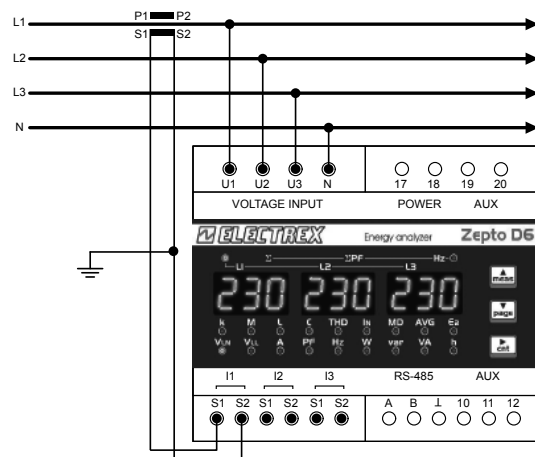 P1 P2
L1
S1 S2
L2
L3
N
U1 U2 U3 N 17 18 19 20
VOLTAGE INPUT POWER AUX
ELECTREX Energy analyzer Zepto D6
Σ ΣPF Hz
L1 L2 L3
230 230 230
meas
page
cnt
k M L C THD IN MD AVG Ea
VLN VLL A PF Hz W var VA h
I1 I2 I3 RS-485 AUX
S1 S2 S1 S2 S1 S2 A B ⊥ 10 11 12